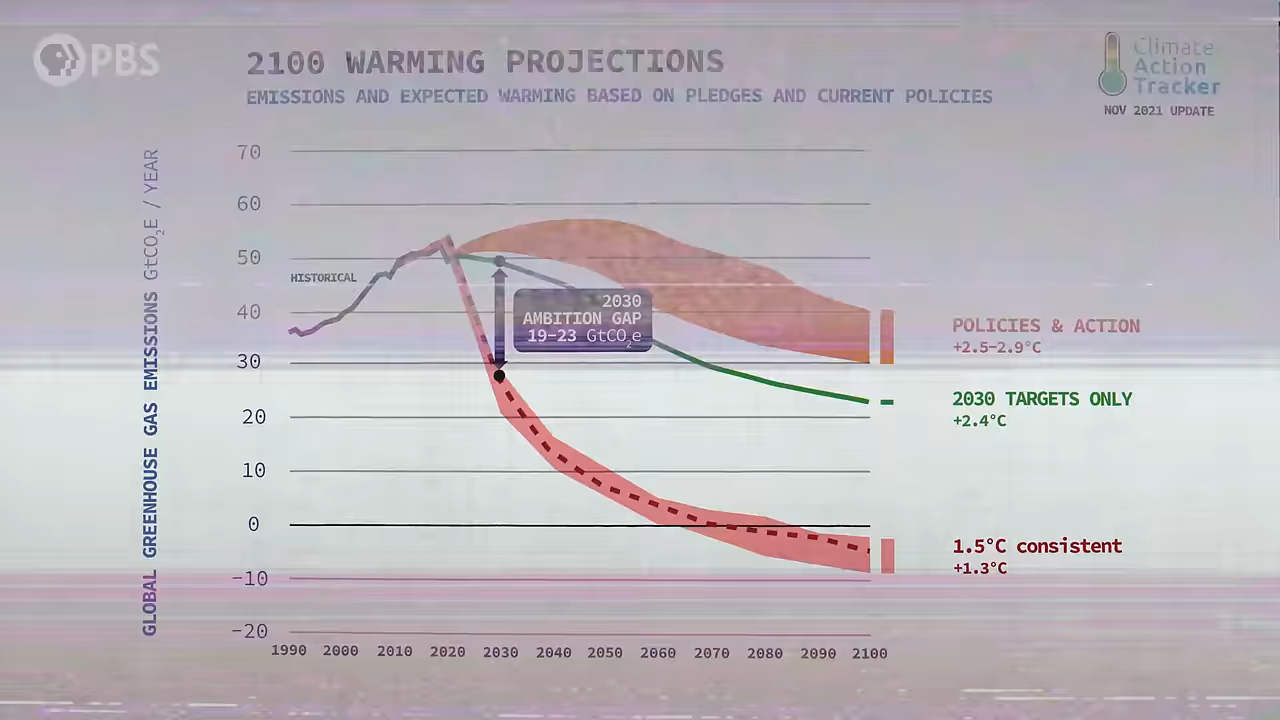 PBS
2100 WARMING PROJECTIONS
EMISSIONS AND EXPECTED WARMING BASED ON PLEDGES AND CURRENT POLICIES
Climate
Action
Tracker
NOV 2021 UPDATE
GLOBAL GREENHOUSE GAS EMISSIONS GtCO₂E / YEAR
70
60
50
40
30
20
10
0
−10
−20
HISTORICAL
2030
AMBITION GAP
19–23 GtCO₂e
POLICIES & ACTION
+2.5–2.9°C
2030 TARGETS ONLY
+2.4°C
1.5°C consistent
+1.3°C
1990 2000 2010 2020 2030 2040 2050 2060 2070 2080 2090 2100